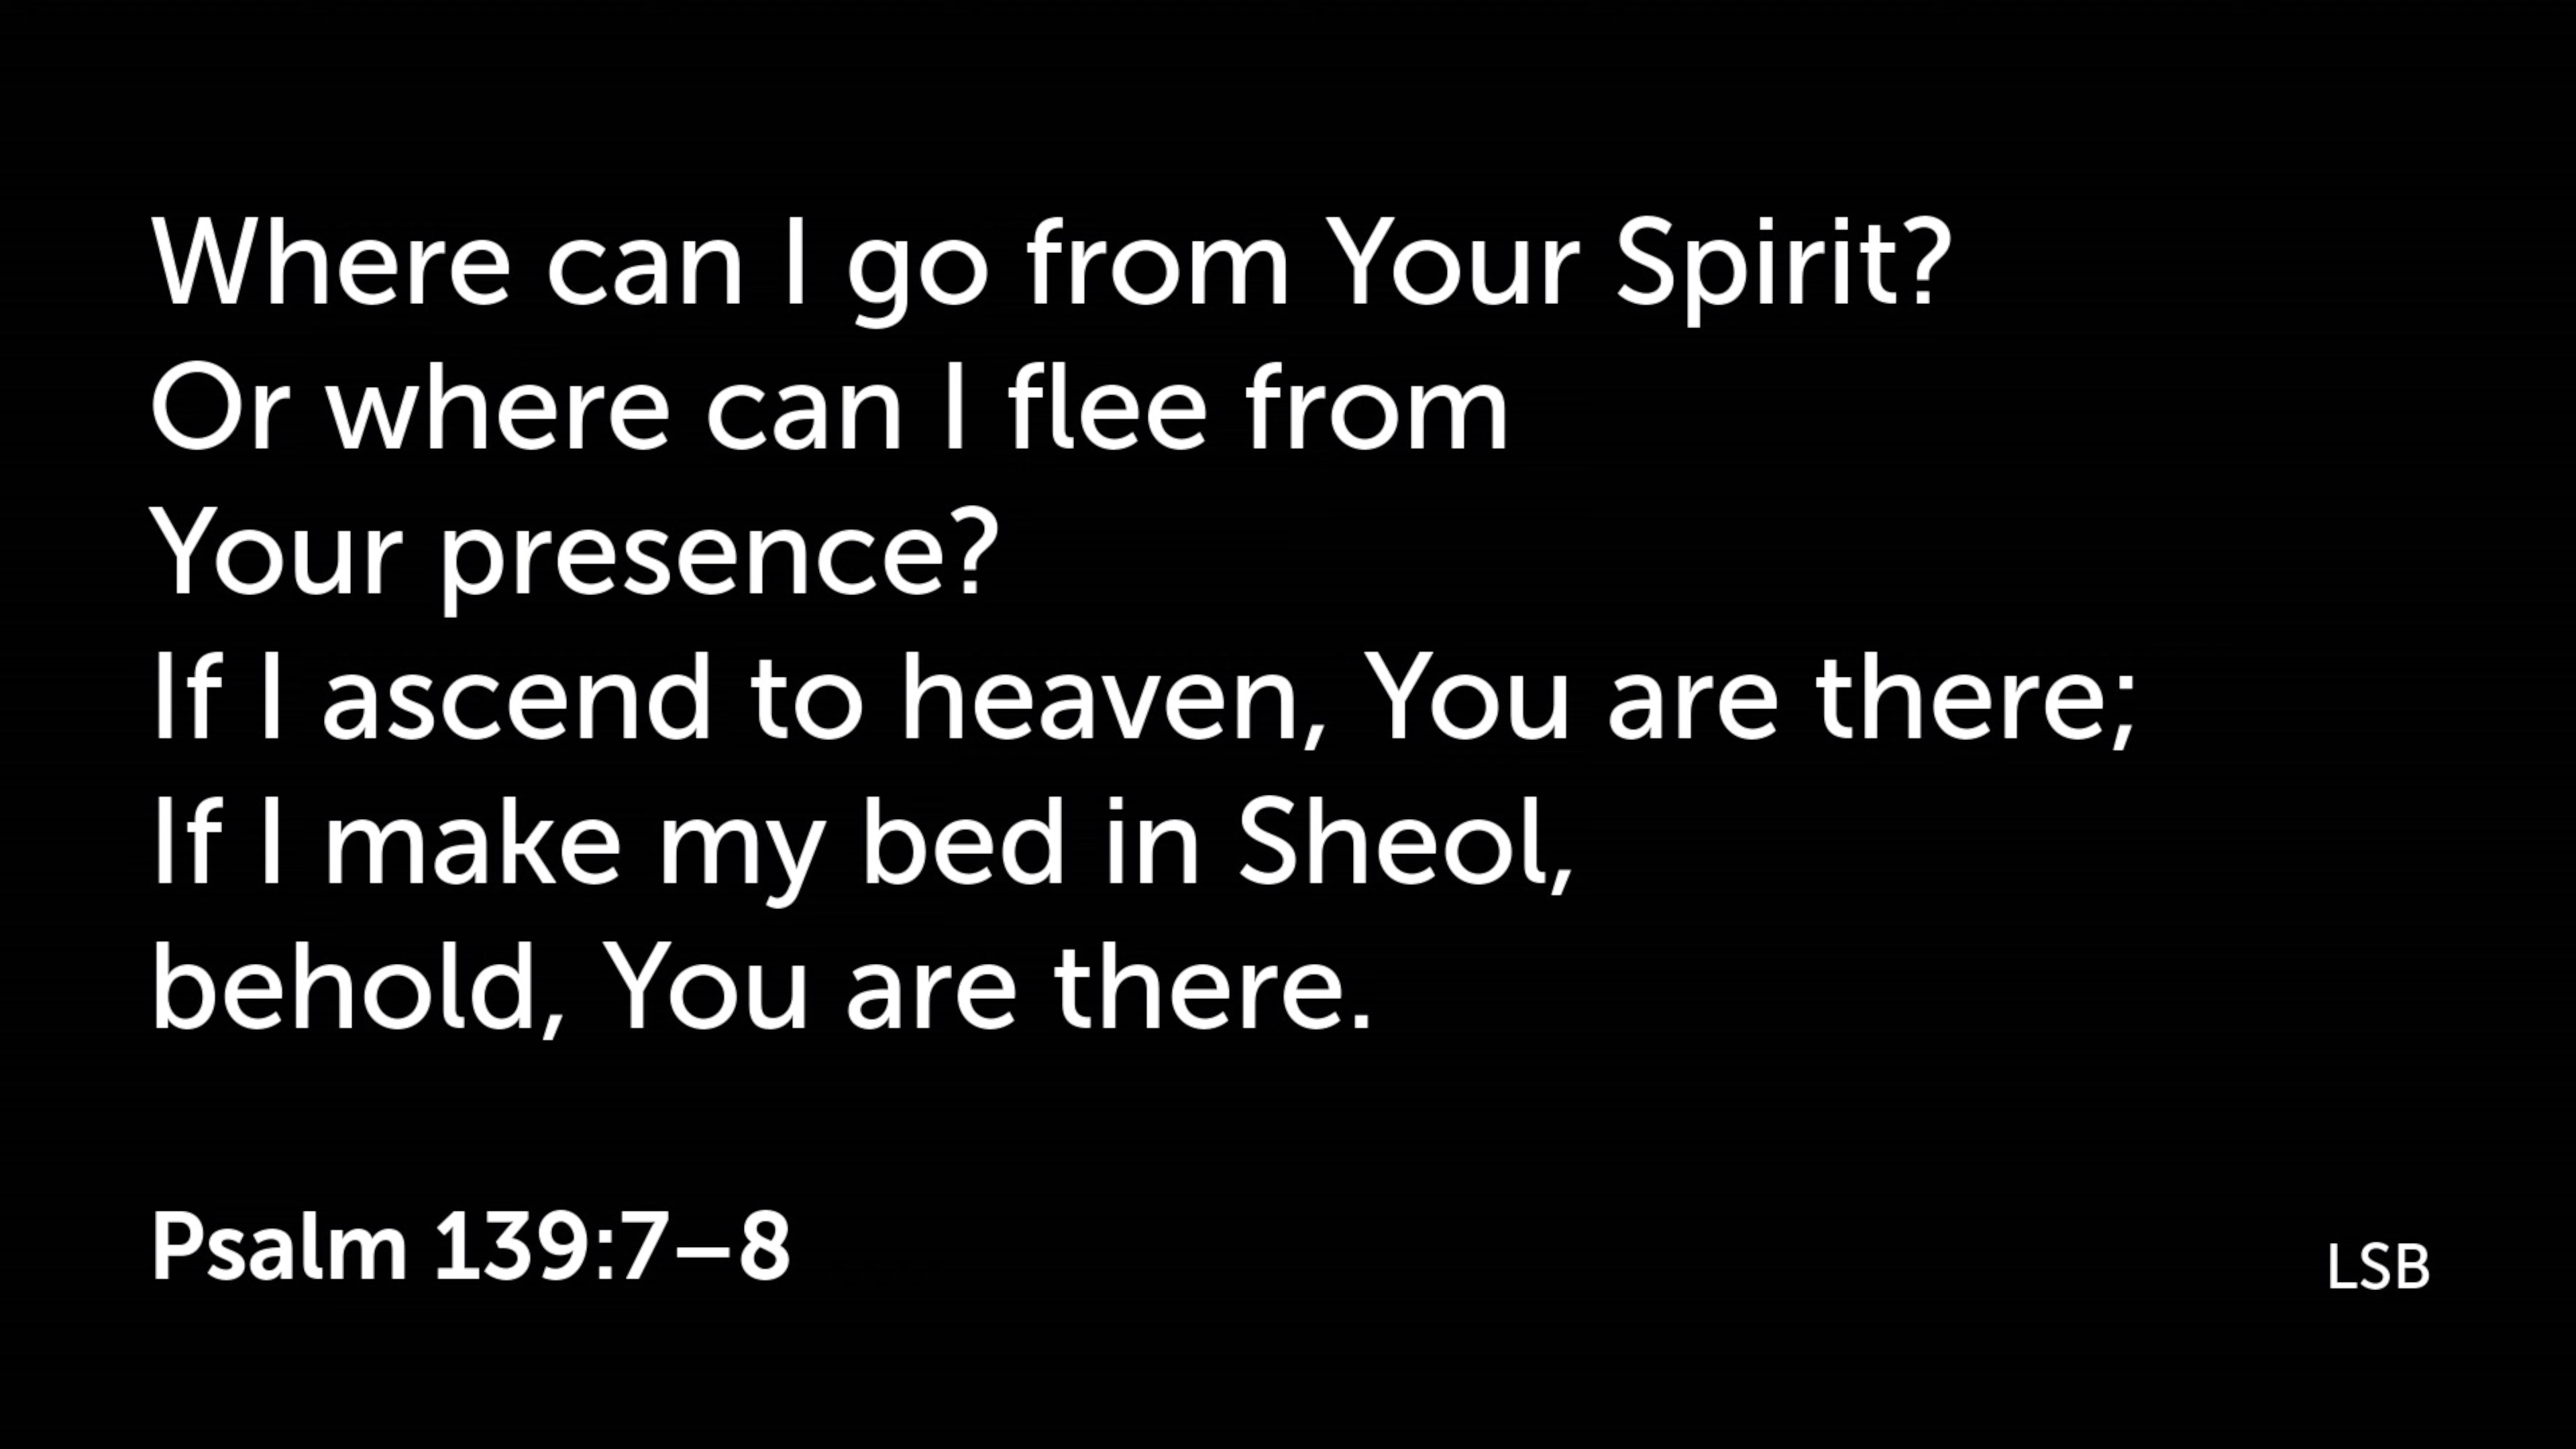 Where can I go from Your Spirit?
Or where can I flee from
Your presence?
If I ascend to heaven, You are there;
If I make my bed in Sheol,
behold, You are there.
Psalm 139:7–8
LSB